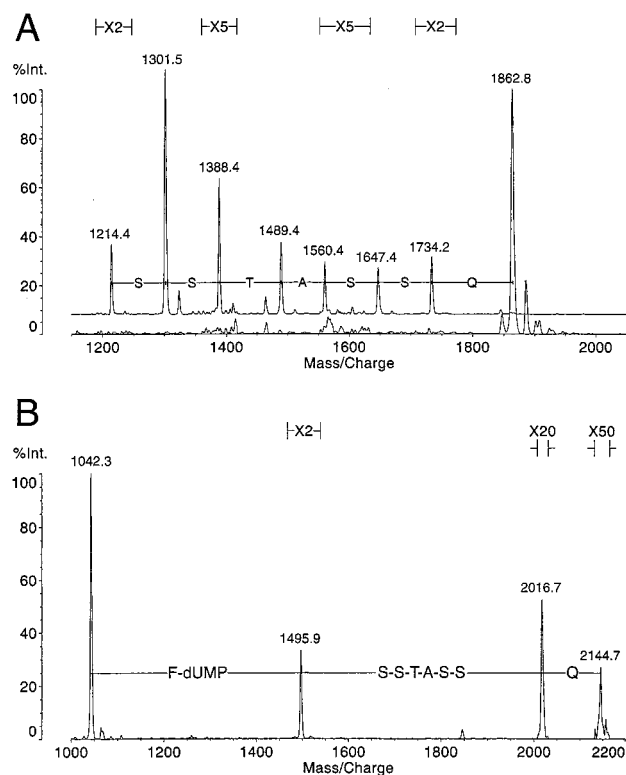 A
X2 X5 X5 X2
%Int.
1301.5
1862.8
100
80
1388.4
60
1489.4
1214.4
1560.4
1647.4
1734.2
40
S S T A S S Q
20
0
1200 1400 1600 1800 2000
Mass/Charge
B
X2 X20 X50
%Int.
1042.3
100
80
2016.7
60
1495.9
2144.7
40
F-dUMP S-S-T-A-S-S Q
20
0
1000 1200 1400 1600 1800 2000 2200
Mass/Charge